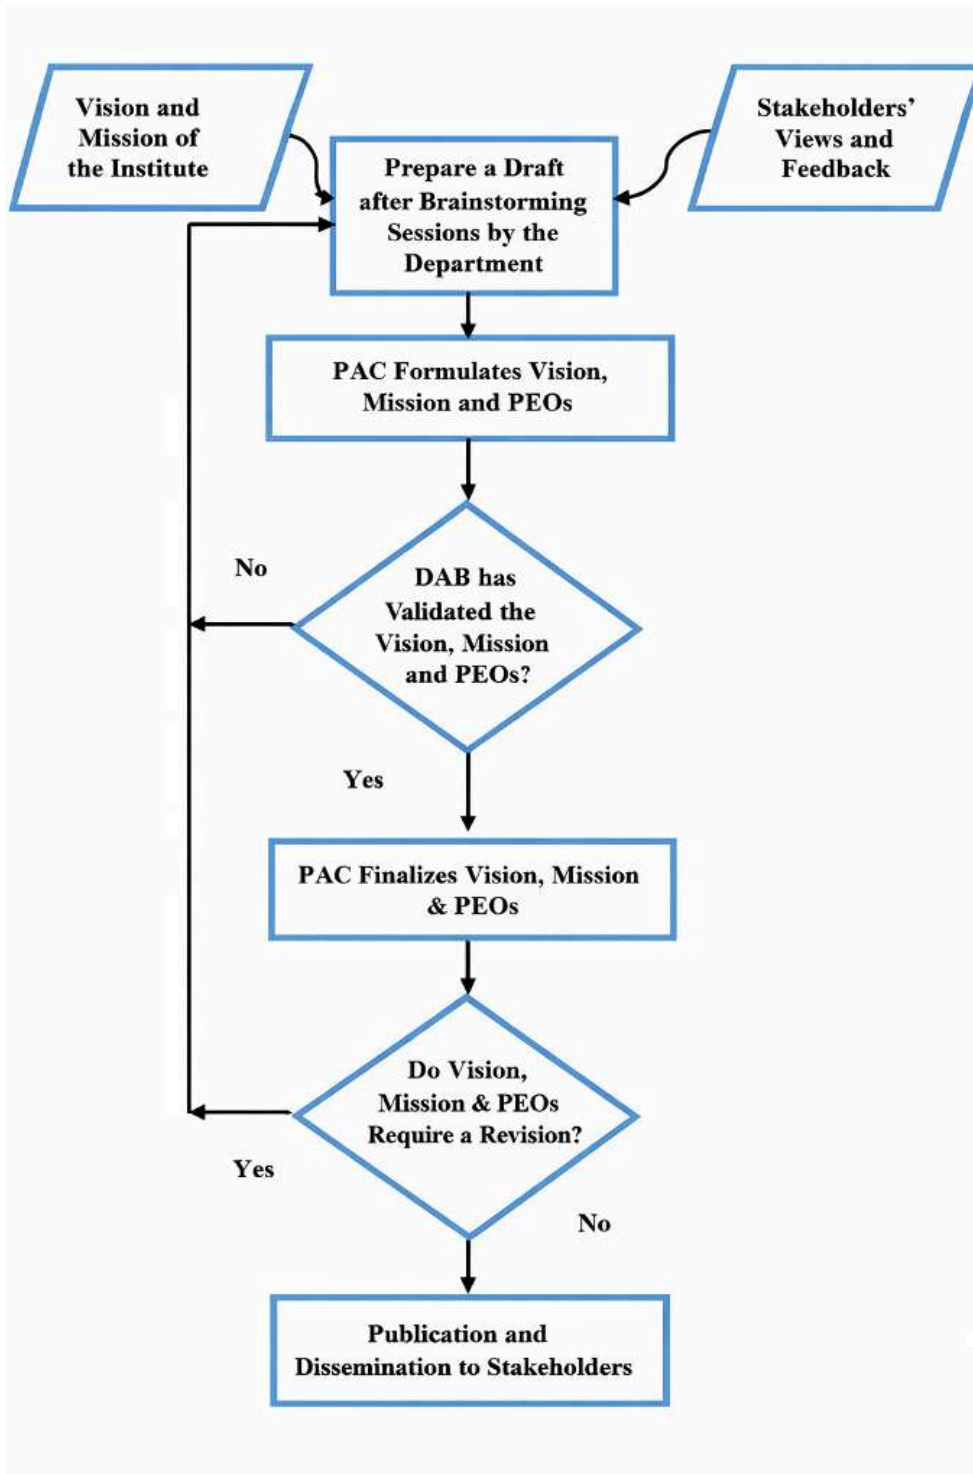 Vision and
Mission of
the Institute
Stakeholders’
Views and
Feedback
Prepare a Draft
after Brainstorming
Sessions by the
Department
PAC Formulates Vision,
Mission and PEOs
No
DAB has
Validated the
Vision, Mission
and PEOs?
Yes
PAC Finalizes Vision, Mission
& PEOs
Do Vision,
Mission & PEOs
Require a Revision?
Yes
No
Publication and
Dissemination to Stakeholders